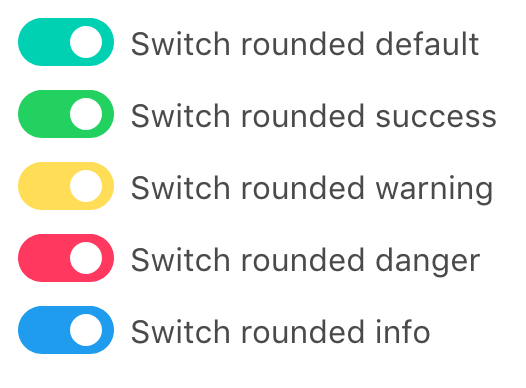 Switch rounded default
Switch rounded success
Switch rounded warning
Switch rounded danger
Switch rounded info